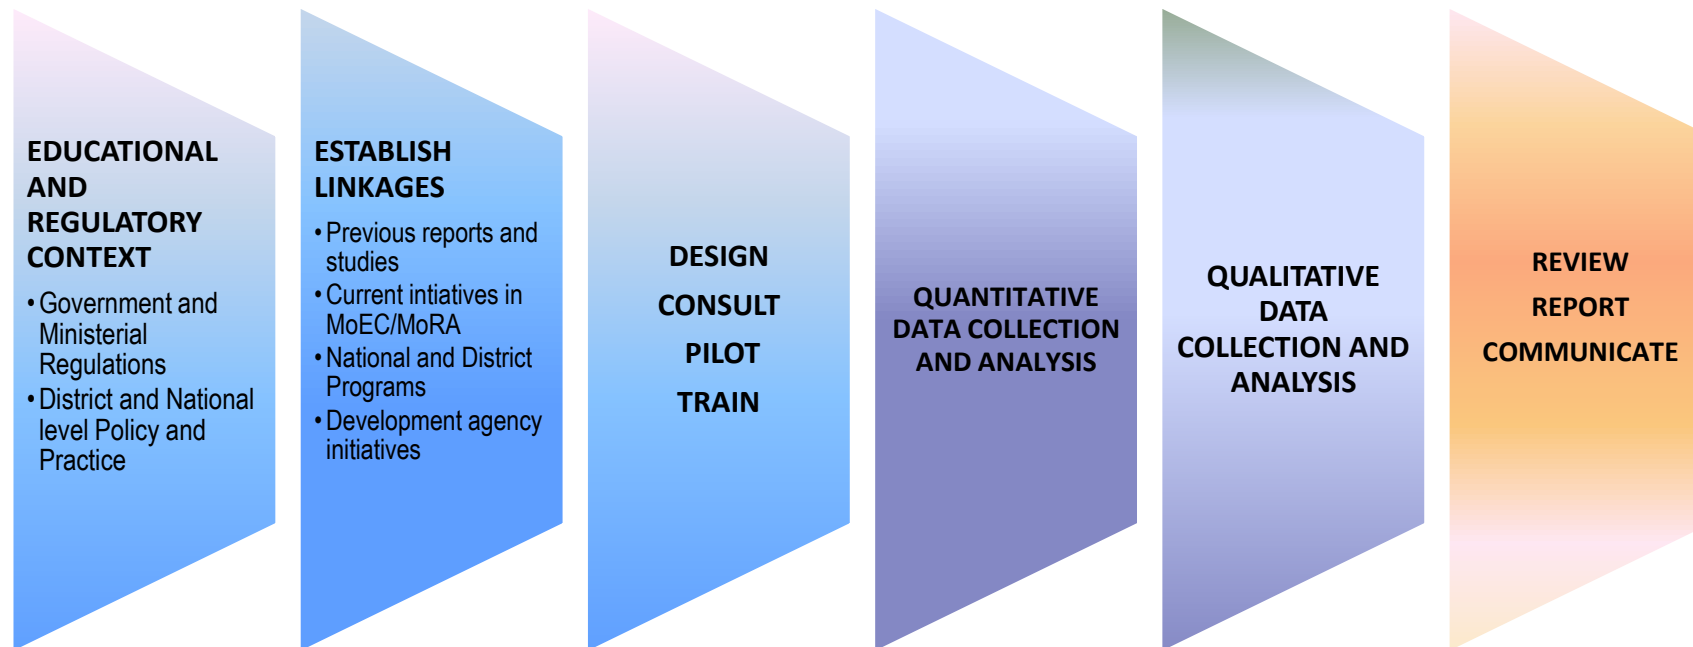 EDUCATIONAL
AND
REGULATORY
CONTEXT
• Government and
Ministerial
Regulations
• District and National
level Policy and
Practice
ESTABLISH
LINKAGES
• Previous reports and
studies
• Current intiatives in
MoEC/MoRA
• National and District
Programs
• Development agency
initiatives
DESIGN
CONSULT
PILOT
TRAIN
QUANTITATIVE
DATA COLLECTION
AND ANALYSIS
QUALITATIVE
DATA
COLLECTION AND
ANALYSIS
REVIEW
REPORT
COMMUNICATE